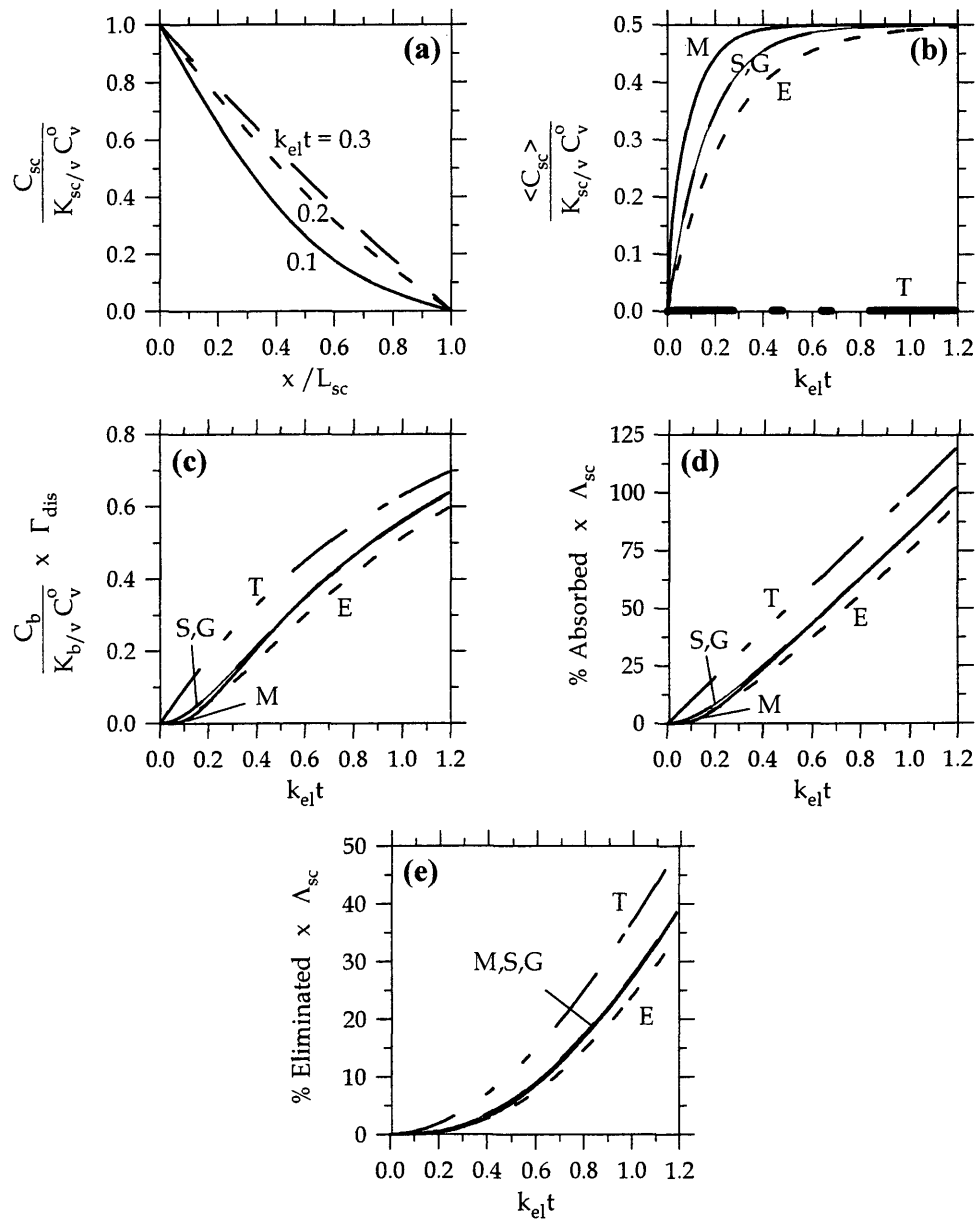 (a)
C_sc / K_sc/v C_v^o
1.0
0.8
0.6
0.4
0.2
0.0
k_el t = 0.3
0.2
0.1
0.0 0.2 0.4 0.6 0.8 1.0
x / L_sc
(b)
<C_sc> / K_sc/v C_v^o
0.5
0.4
0.3
0.2
0.1
0.0
M
S,G
E
T
0.0 0.2 0.4 0.6 0.8 1.0 1.2
k_el t
(c)
C_b / K_b/v C_v^o x Γ_dis
0.8
0.6
0.4
0.2
0.0
T
S,G
E
M
0.0 0.2 0.4 0.6 0.8 1.0 1.2
k_el t
(d)
% Absorbed x Λ_sc
125
100
75
50
25
0
T
S,G
E
M
0.0 0.2 0.4 0.6 0.8 1.0 1.2
k_el t
(e)
% Eliminated x Λ_sc
50
40
30
20
10
0
T
M,S,G
E
0.0 0.2 0.4 0.6 0.8 1.0 1.2
k_el t